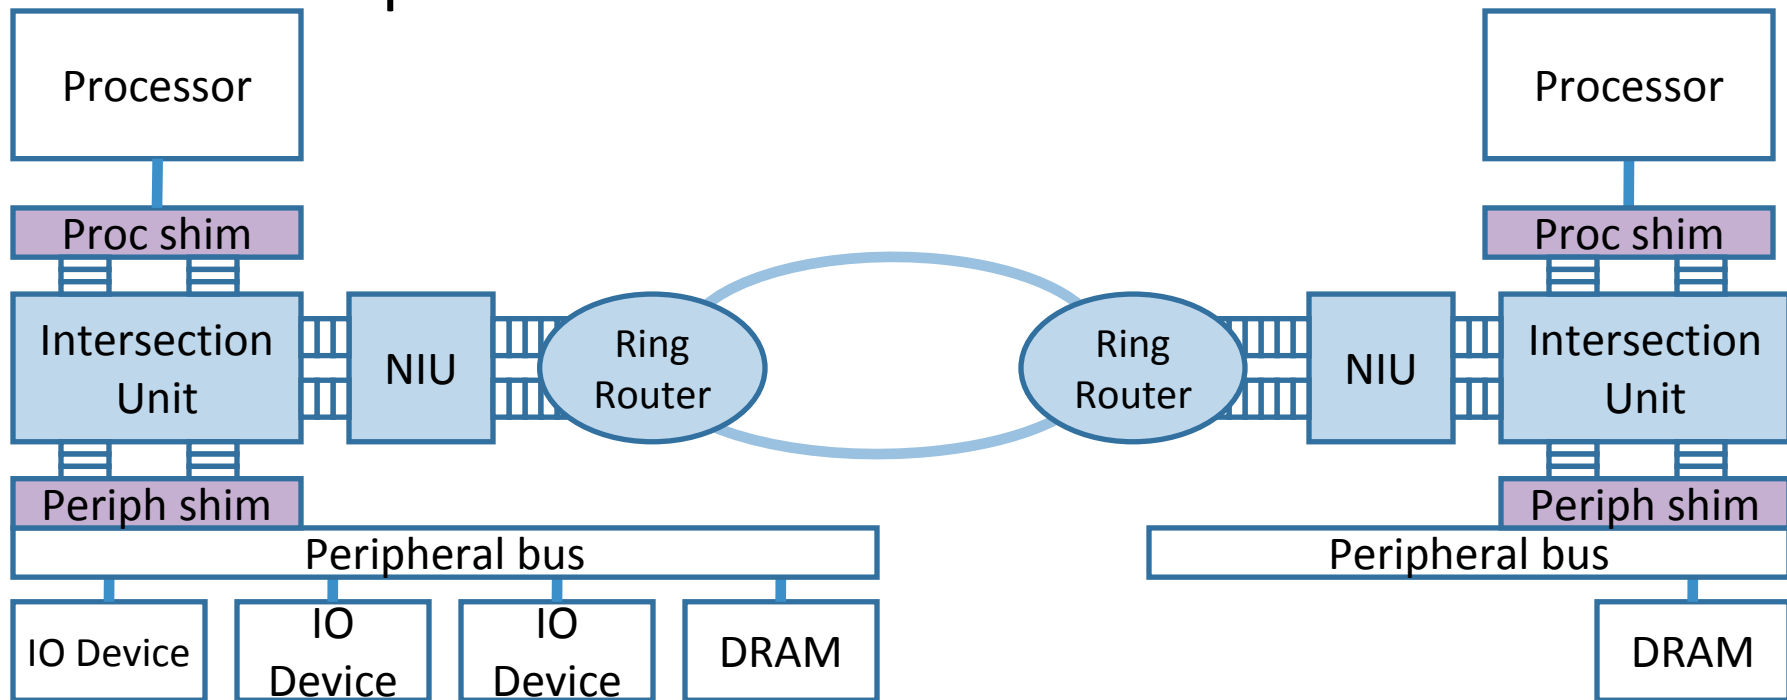 Processor
Processor
Proc shim
Proc shim
Intersection
Unit
NIU
Ring
Router
Ring
Router
NIU
Intersection
Unit
Periph shim
Periph shim
Peripheral bus
Peripheral bus
IO Device
IO
Device
IO
Device
DRAM
DRAM